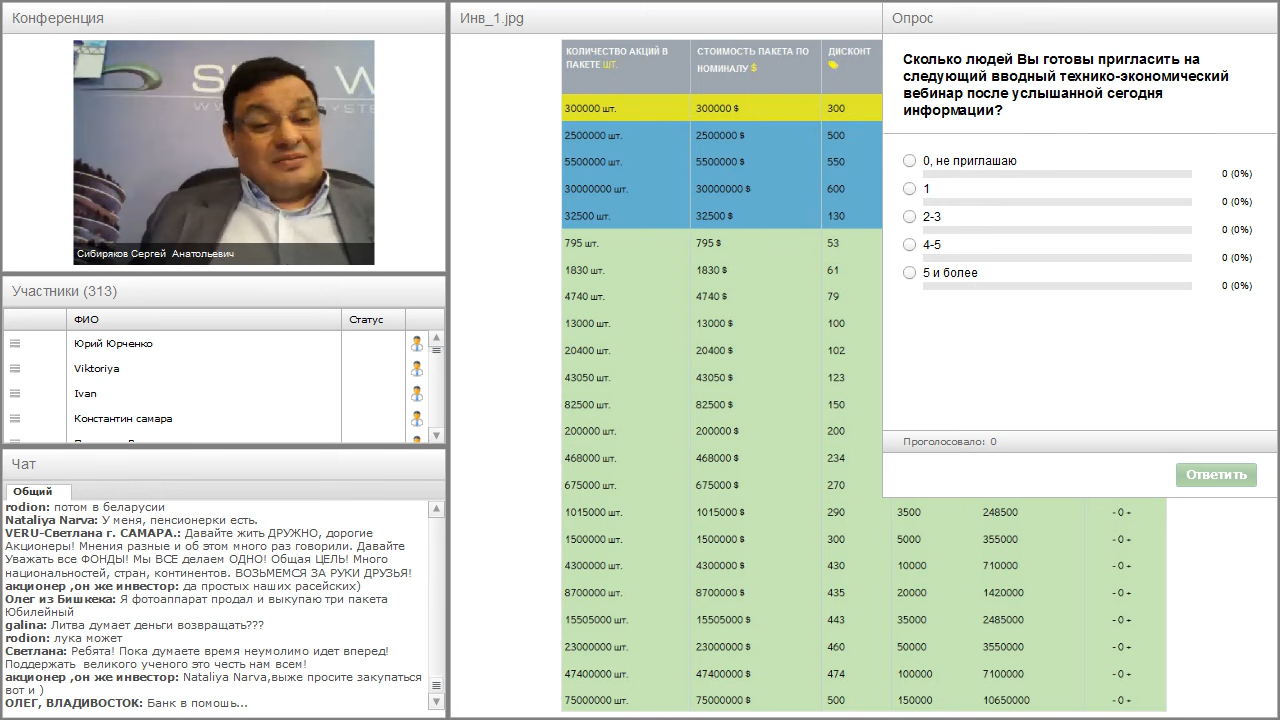 Конференция
Сибиряков Сергей Анатольевич
Участники (313)
ФИО Статус
Юрий Юрченко
Viktoriya
Ivan
Константин самара
Чат
Общий
rodion: потом в беларусии
Nataliya Narva: У меня, пенсионерки есть.
VERU-Светлана г. САМАРА.: Давайте жить ДРУЖНО, дорогие
Акционеры! Мнения разные и об этом много раз говорили. Давайте
Уважать все ФОНДЫ! Мы ВСЕ делаем ОДНО! Общая ЦЕЛЬ! Много
национальностей, стран, континентов. ВОЗЬМЕМСЯ ЗА РУКИ ДРУЗЬЯ!
акционер ,он же инвестор: да простых наших расейских)
Олег из Бишкека: Я фотоаппарат продал и выкупаю три пакета
Юбилейный
galina: Литва думает деньги возвращать???
rodion: лука может
Светлана: Ребята! Пока думаете время неумолимо идет вперед!
Поддержать великого ученого это честь нам всем!
акционер ,он же инвестор: Nataliya Narva,выже просите закупаться
вот и )
ОЛЕГ, ВЛАДИВОСТОК: Банк в помошь...
Инв_1.jpg
КОЛИЧЕСТВО АКЦИЙ В
ПАКЕТЕ ШТ.
СТОИМОСТЬ ПАКЕТА ПО
НОМИНАЛУ $
ДИСКОНТ
300000 шт. 300000 $ 300
2500000 шт. 2500000 $ 500
5500000 шт. 5500000 $ 550
30000000 шт. 30000000 $ 600
32500 шт. 32500 $ 130
795 шт. 795 $ 53
1830 шт. 1830 $ 61
4740 шт. 4740 $ 79
13000 шт. 13000 $ 100
20400 шт. 20400 $ 102
43050 шт. 43050 $ 123
82500 шт. 82500 $ 150
200000 шт. 200000 $ 200
468000 шт. 468000 $ 234
675000 шт. 675000 $ 270
1015000 шт. 1015000 $ 290 3500 248500 - 0 +
1500000 шт. 1500000 $ 300 5000 355000 - 0 +
4300000 шт. 4300000 $ 430 10000 710000 - 0 +
8700000 шт. 8700000 $ 435 20000 1420000 - 0 +
15505000 шт. 15505000 $ 443 35000 2485000 - 0 +
23000000 шт. 23000000 $ 460 50000 3550000 - 0 +
47400000 шт. 47400000 $ 474 100000 7100000 - 0 +
75000000 шт. 75000000 $ 500 150000 10650000 - 0 +
Опрос
Сколько людей Вы готовы пригласить на
следующий вводный технико-экономический
вебинар после услышанной сегодня
информации?
0, не приглашаю
0 (0%)
1
0 (0%)
2-3
0 (0%)
4-5
0 (0%)
5 и более
0 (0%)
Проголосовало: 0
Ответить